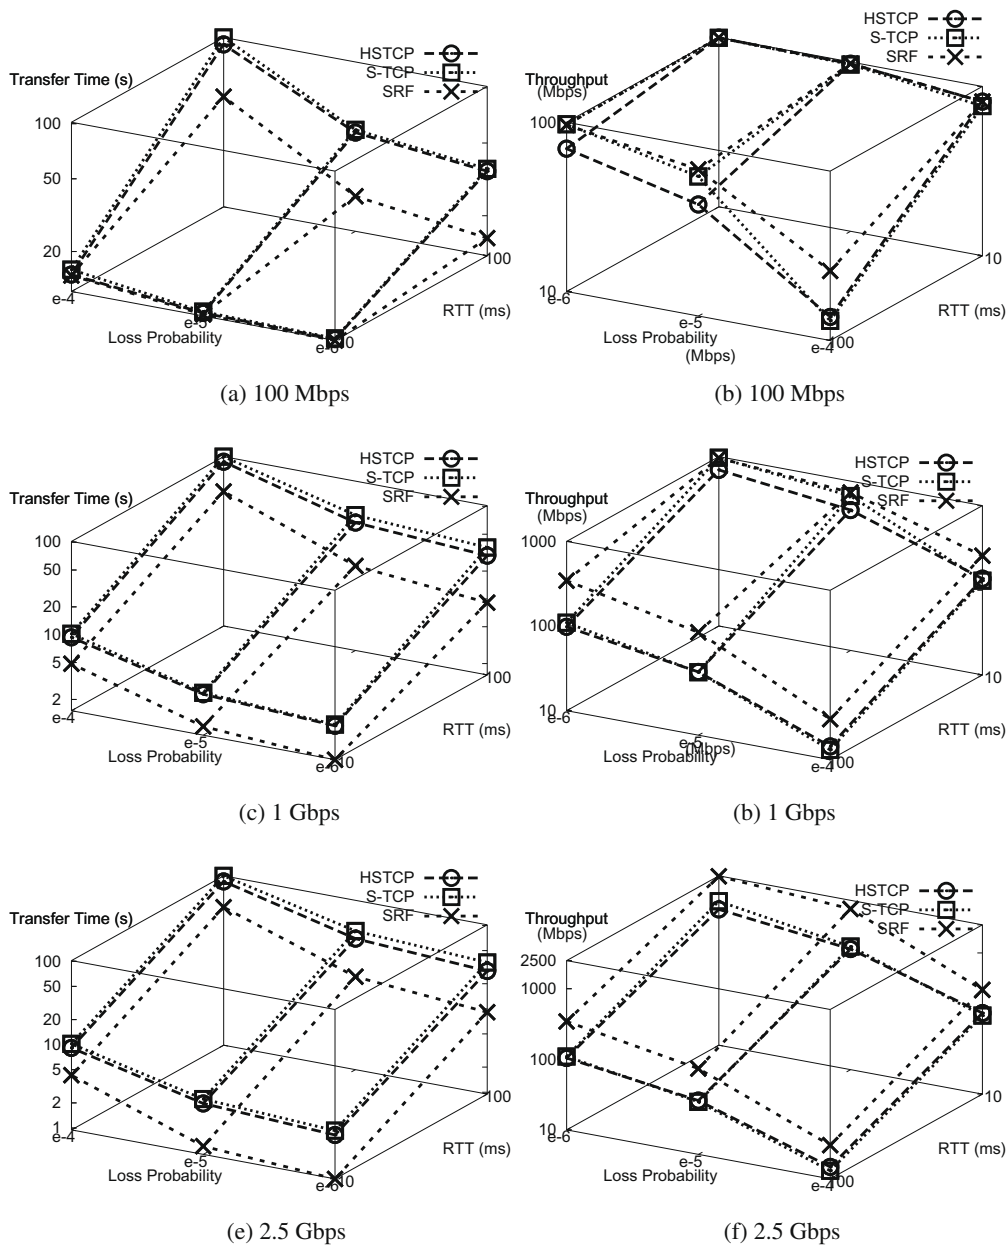 HSTCP
S-TCP
SRF
Transfer Time (s)
100
50
20
e-4
e-5
e-6
10
100
Loss Probability
RTT (ms)
(a) 100 Mbps
HSTCP
S-TCP
SRF
Throughput
(Mbps)
100
10
e-6
e-5
e-4
100
10
Loss Probability
(Mbps)
RTT (ms)
(b) 100 Mbps
HSTCP
S-TCP
SRF
Transfer Time (s)
100
50
20
10
5
2
e-4
e-5
e-6
10
100
Loss Probability
RTT (ms)
(c) 1 Gbps
HSTCP
S-TCP
SRF
Throughput
(Mbps)
1000
100
10
e-6
e-5
(Mbps)
e-4
100
10
Loss Probability
RTT (ms)
(b) 1 Gbps
HSTCP
S-TCP
SRF
Transfer Time (s)
100
50
20
10
5
2
1
e-4
e-5
e-6
10
100
Loss Probability
RTT (ms)
(e) 2.5 Gbps
HSTCP
S-TCP
SRF
Throughput
(Mbps)
2500
1000
100
10
e-6
e-5
e-4
100
10
Loss Probability
RTT (ms)
(f) 2.5 Gbps